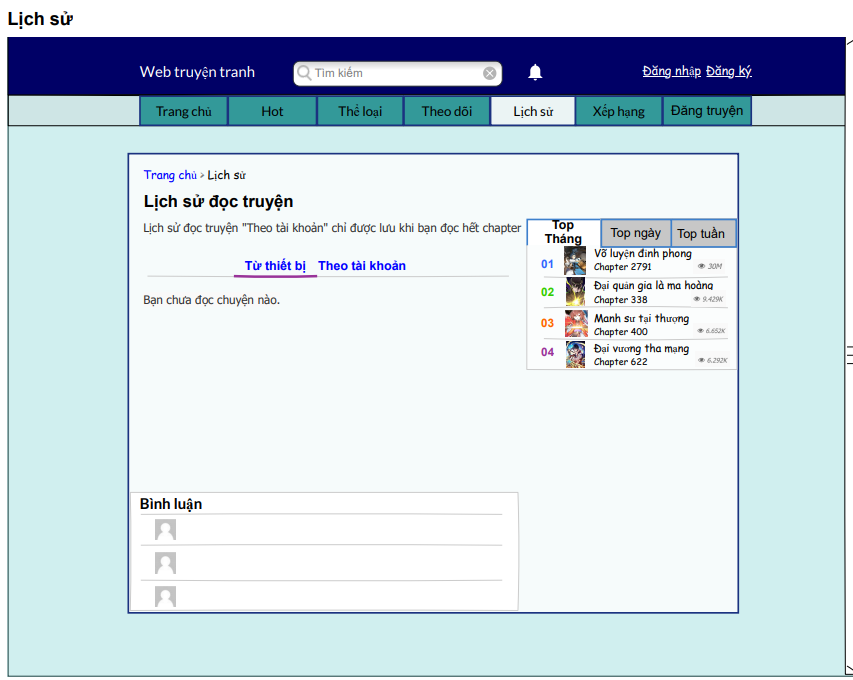 Lịch sử
Web truyện tranh
Tìm kiếm
Đăng nhập Đăng ký
Trang chủ Hot Thể loại Theo dõi Lịch sử Xếp hạng Đăng truyện
Trang chủ > Lịch sử
Lịch sử đọc truyện
Lịch sử đọc truyện "Theo tài khoản" chỉ được lưu khi bạn đọc hết chapter
Từ thiết bị Theo tài khoản
Bạn chưa đọc chuyện nào.
Top Tháng Top ngày Top tuần
01 Võ luyện đỉnh phong
Chapter 2791 30M
02 Đại quản gia là ma hoàng
Chapter 338 9.429K
03 Manh sư tại thượng
Chapter 400 6.652K
04 Đại vương tha mạng
Chapter 622 6.292K
Bình luận